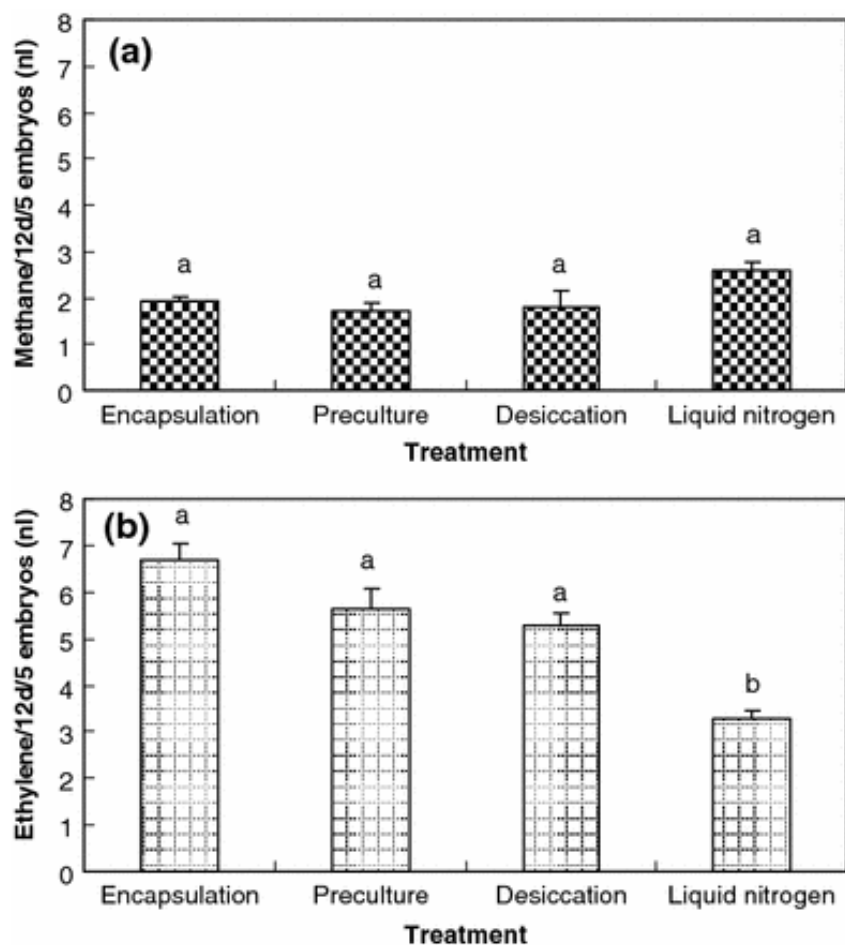 (a)
Methane/12d/5 embryos (nl)
8
7
6
5
4
3
2
1
0
a
a
a
a
Encapsulation Preculture Desiccation Liquid nitrogen
Treatment
(b)
Ethylene/12d/5 embryos (nl)
8
7
6
5
4
3
2
1
0
a
a
a
b
Encapsulation Preculture Desiccation Liquid nitrogen
Treatment